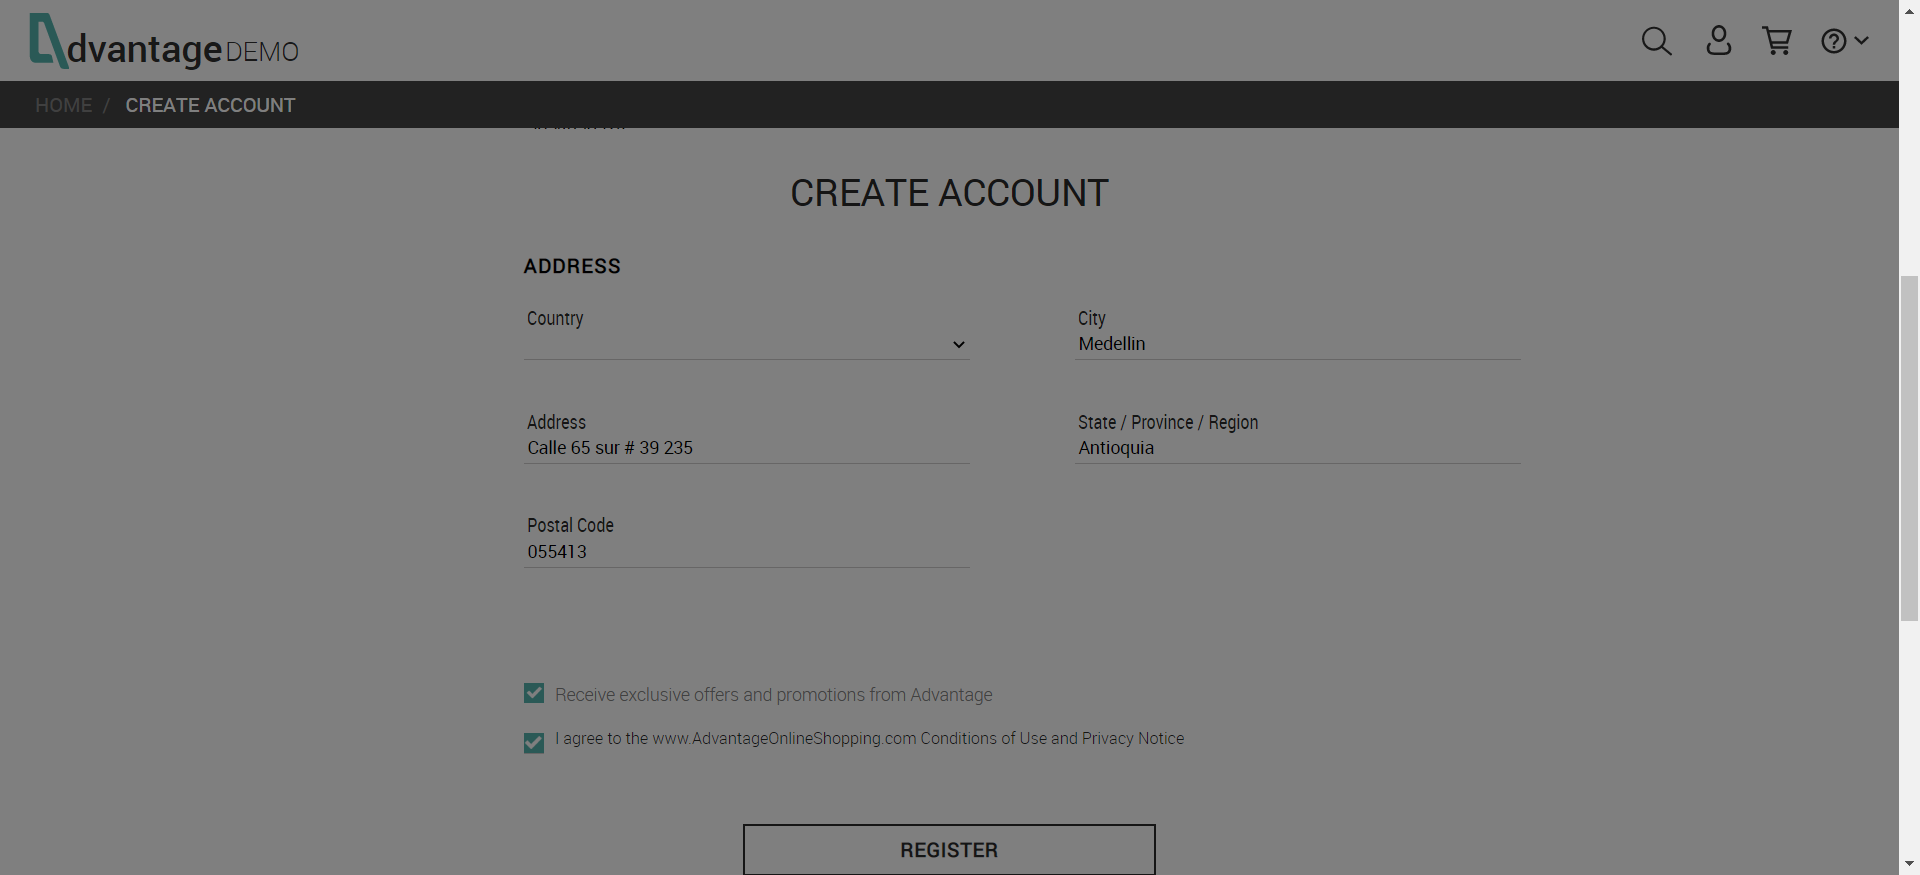 dvantage DEMO
HOME / CREATE ACCOUNT
CREATE ACCOUNT
ADDRESS
Country
City
Medellin
Address
Calle 65 sur # 39 235
State / Province / Region
Antioquia
Postal Code
055413
Receive exclusive offers and promotions from Advantage
I agree to the www.AdvantageOnlineShopping.com Conditions of Use and Privacy Notice
REGISTER